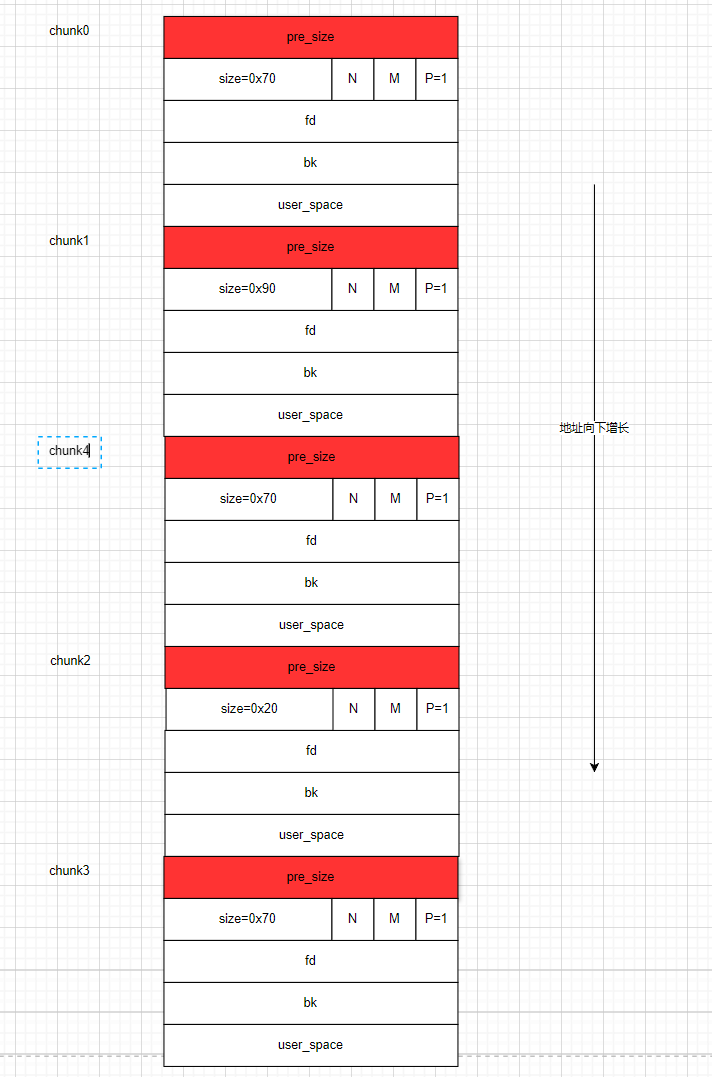 chunk0
pre_size
size=0x70 N M P=1
fd
bk
user_space
chunk1
pre_size
size=0x90 N M P=1
fd
bk
user_space
chunk4
pre_size
size=0x70 N M P=1
fd
bk
user_space
chunk2
pre_size
size=0x20 N M P=1
fd
bk
user_space
chunk3
pre_size
size=0x70 N M P=1
fd
bk
user_space
地址向下增长